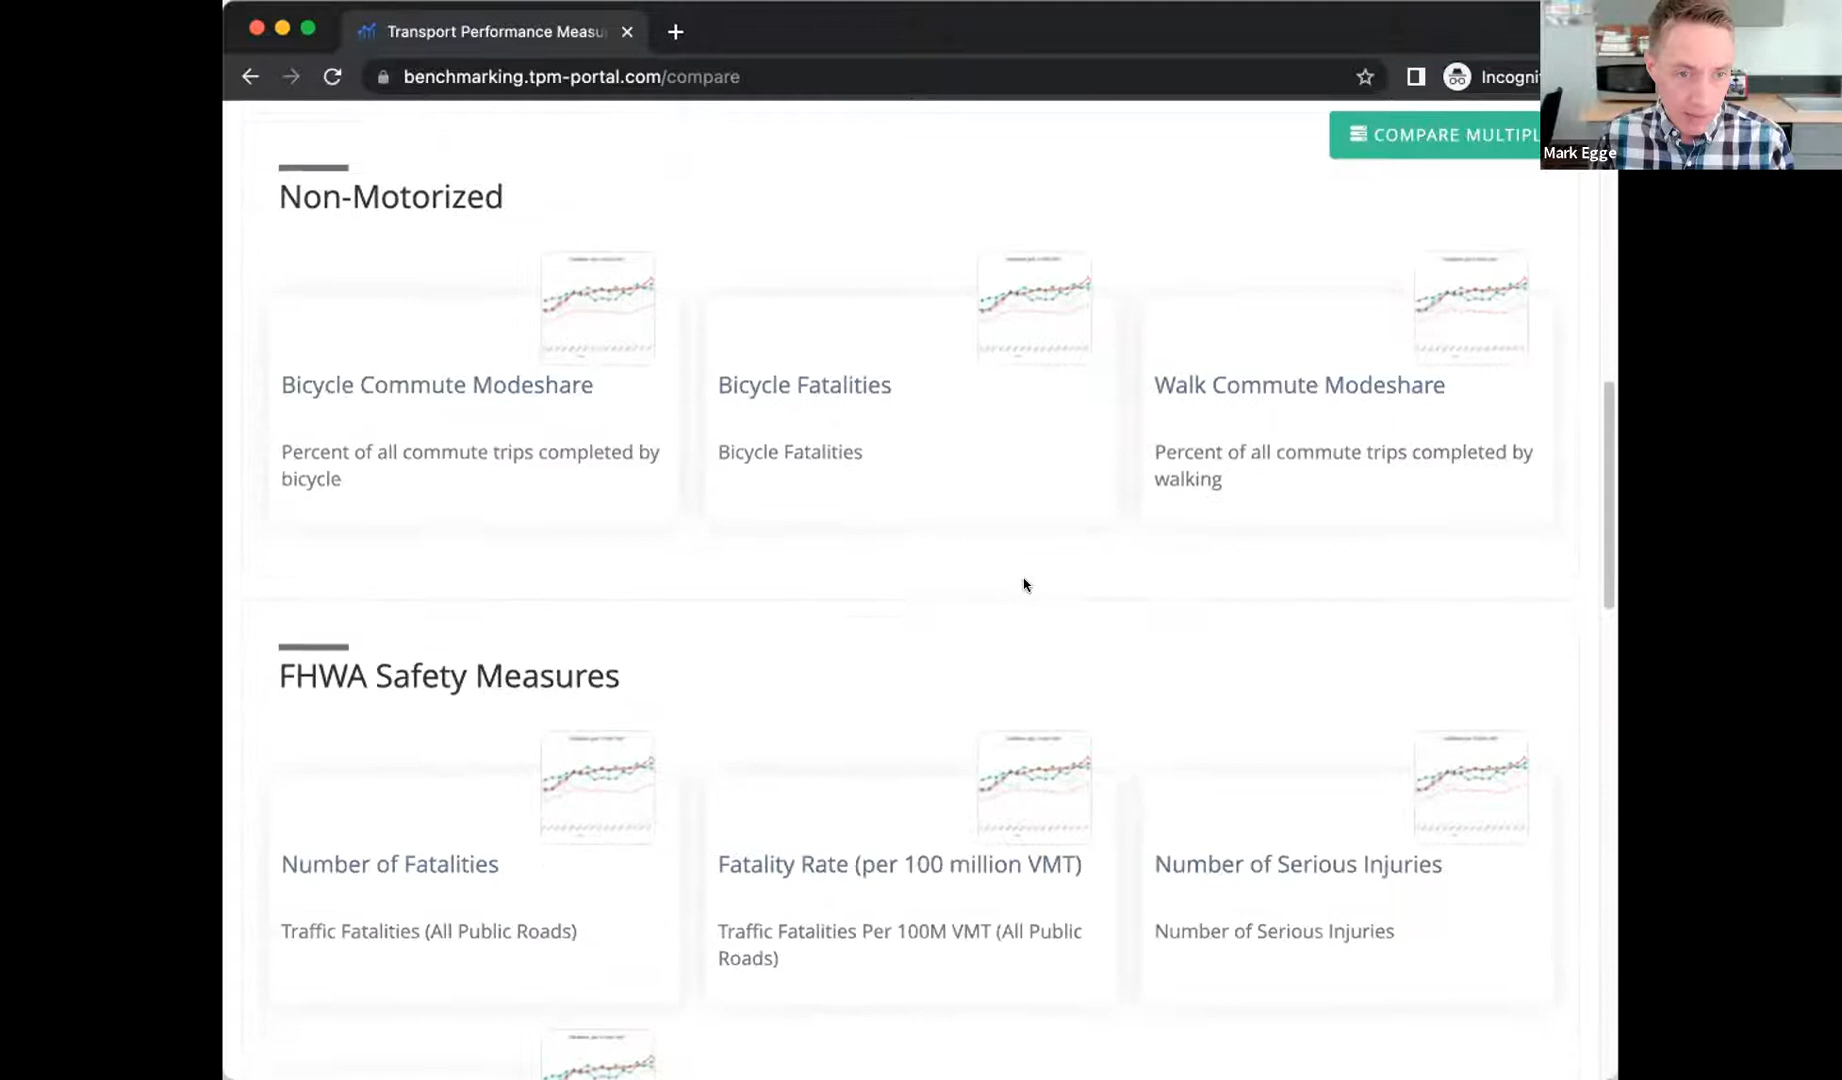 Transport Performance Measu
benchmarking.tpm-portal.com/compare
Incogni
COMPARE MULTIPL
Mark Egge
Non-Motorized
Bicycle Commute Modeshare
Percent of all commute trips completed by
bicycle
Bicycle Fatalities
Bicycle Fatalities
Walk Commute Modeshare
Percent of all commute trips completed by
walking
FHWA Safety Measures
Number of Fatalities
Traffic Fatalities (All Public Roads)
Fatality Rate (per 100 million VMT)
Traffic Fatalities Per 100M VMT (All Public
Roads)
Number of Serious Injuries
Number of Serious Injuries